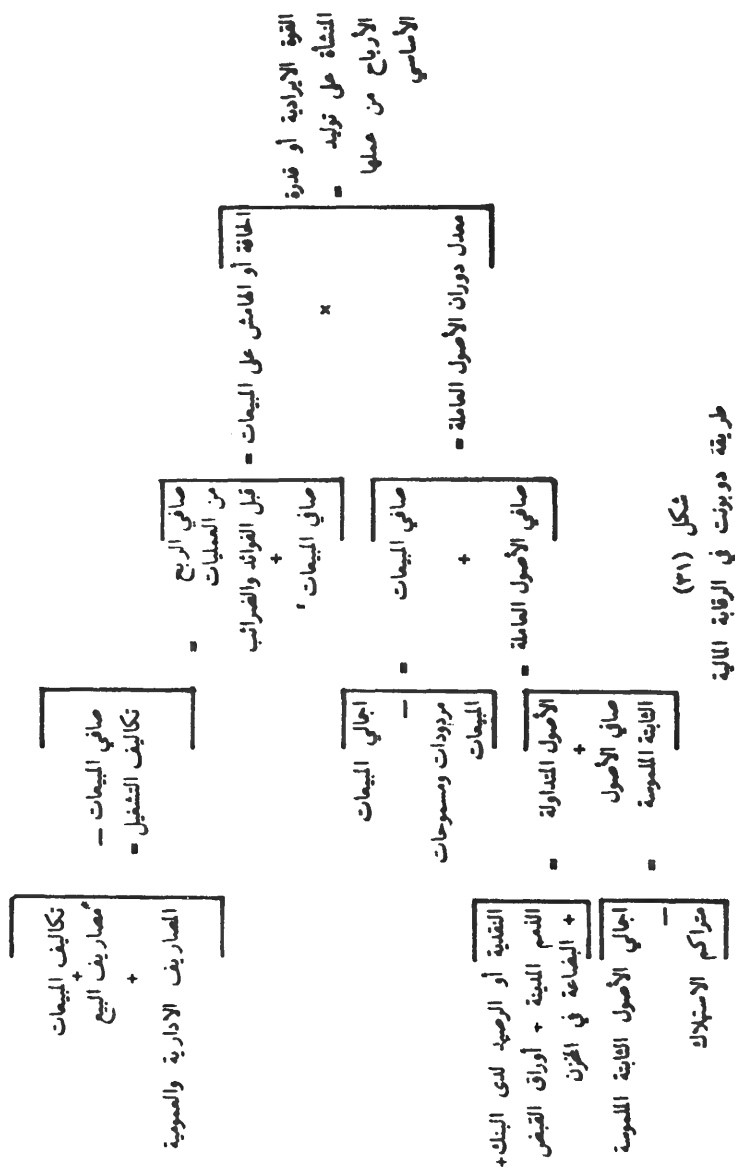 القوة الايرادية أو قدرة
المنشأة على توليد
الأرباح من عملها
الأساسي
=
الحافة أو الهامش على المبيعات =
×
معدل دوران الأصول العاملة =
صافي الربع
من العمليات
قبل الفوائد والضرائب
+
صافي المبيعات
=
صافي المبيعات
+
صافي الأصول العاملة
=
صافي المبيعات –
تكاليف التشغيل =
=
اجمالي المبيعات
–
مردودات ومسموحات
المبيعات
=
الأصول المتداولة
+
صافي الأصول
الثابتة الملموسة
تكاليف المبيعات
+
مصاريف البيع
+
المصاريف الادارية والعمومية
=
النقدية أو الرصيد لدى البنك+
الذمم المدينة + أوراق القبض
+ البضاعة في المخزن
=
اجمالي الأصول الثابتة الملموسة
–
متراكم الاستهلاك
شكل (٣١)
طريقة دوبونت في الرقابة المالية